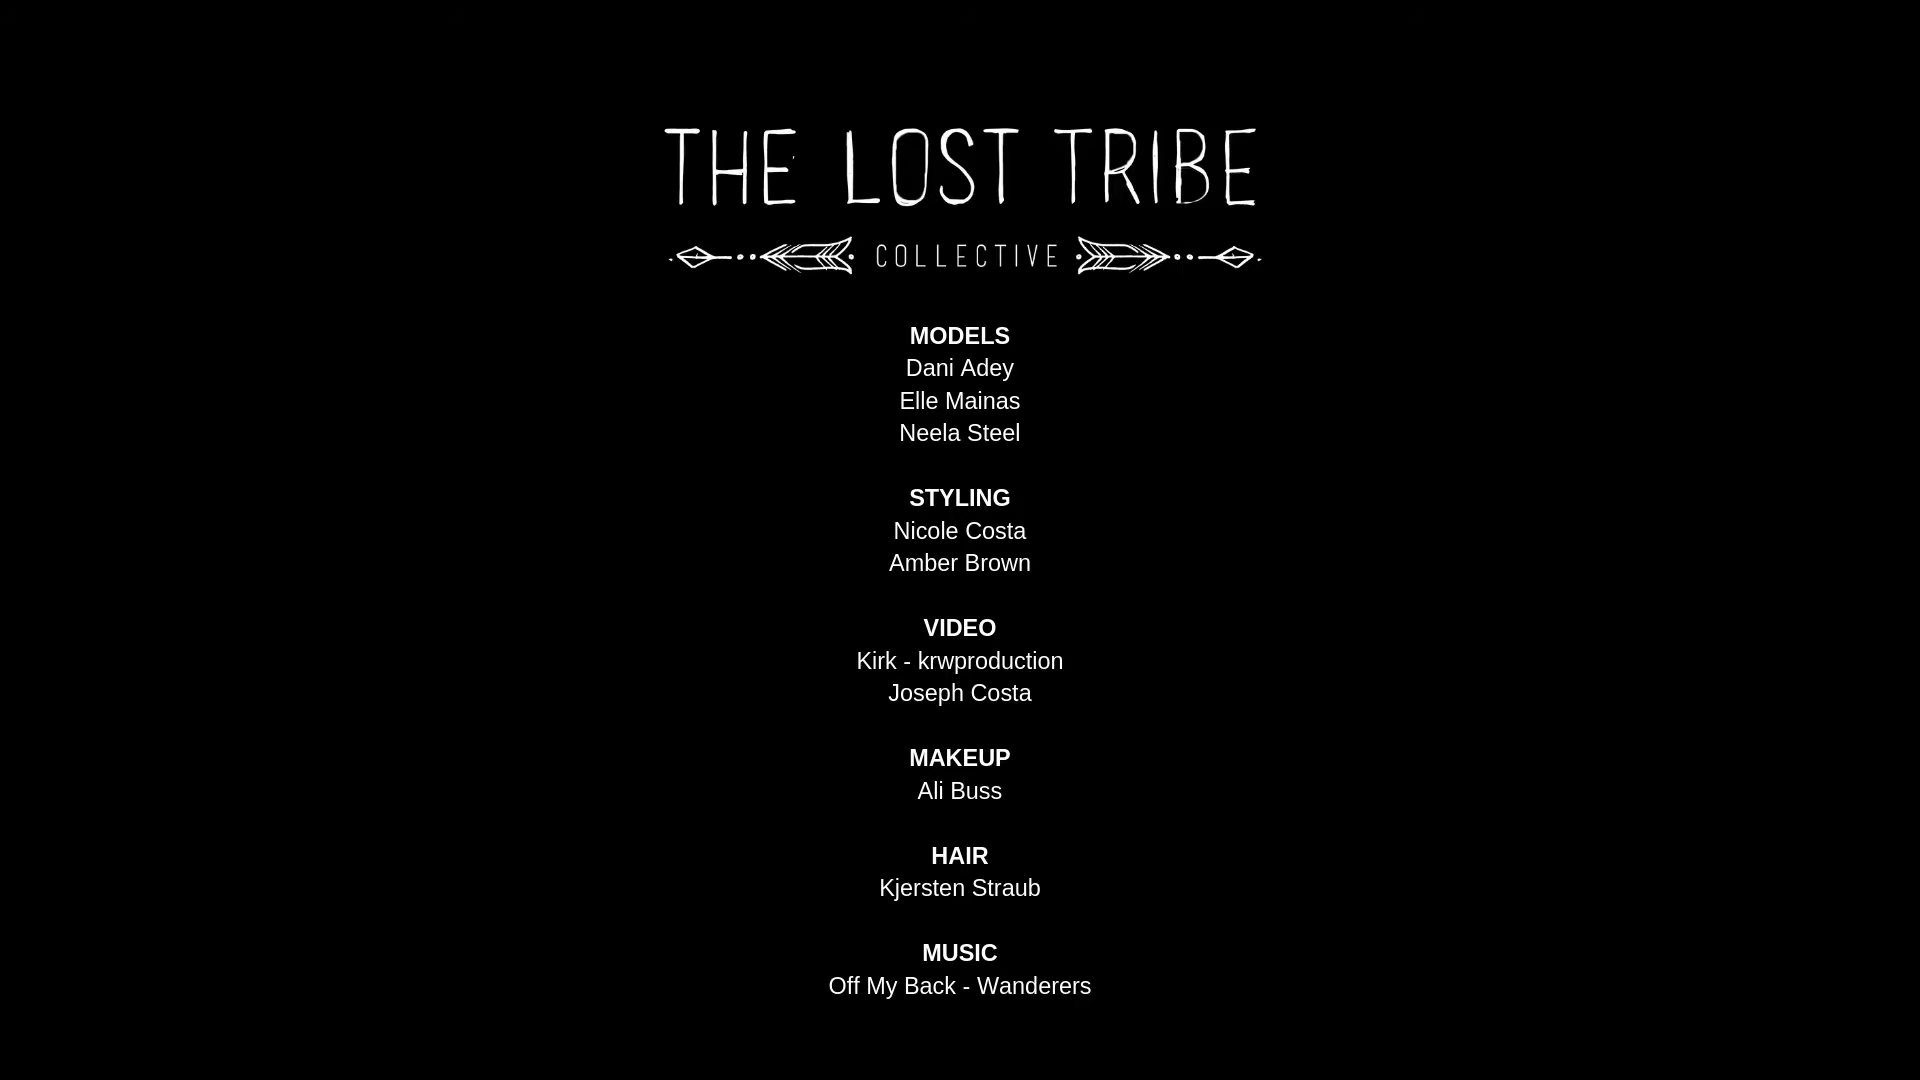 THE LOST TRIBE
COLLECTIVE
MODELS
Dani Adey
Elle Mainas
Neela Steel
STYLING
Nicole Costa
Amber Brown
VIDEO
Kirk - krwproduction
Joseph Costa
MAKEUP
Ali Buss
HAIR
Kjersten Straub
MUSIC
Off My Back - Wanderers